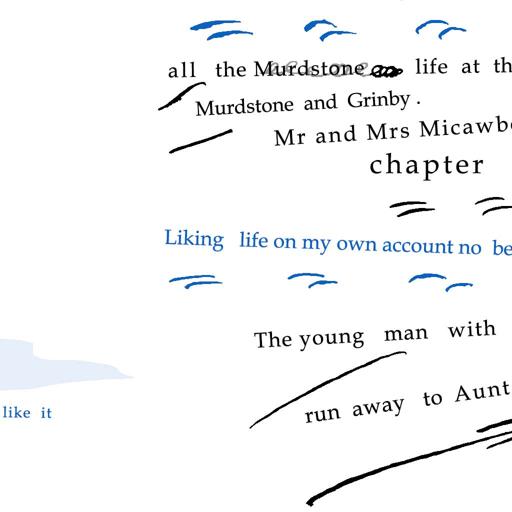 all the Murdstone life at th
Murdstone and Grinby .
Mr and Mrs Micawb
chapter
Liking life on my own account no be
The young man with
like it
run away to Aunt